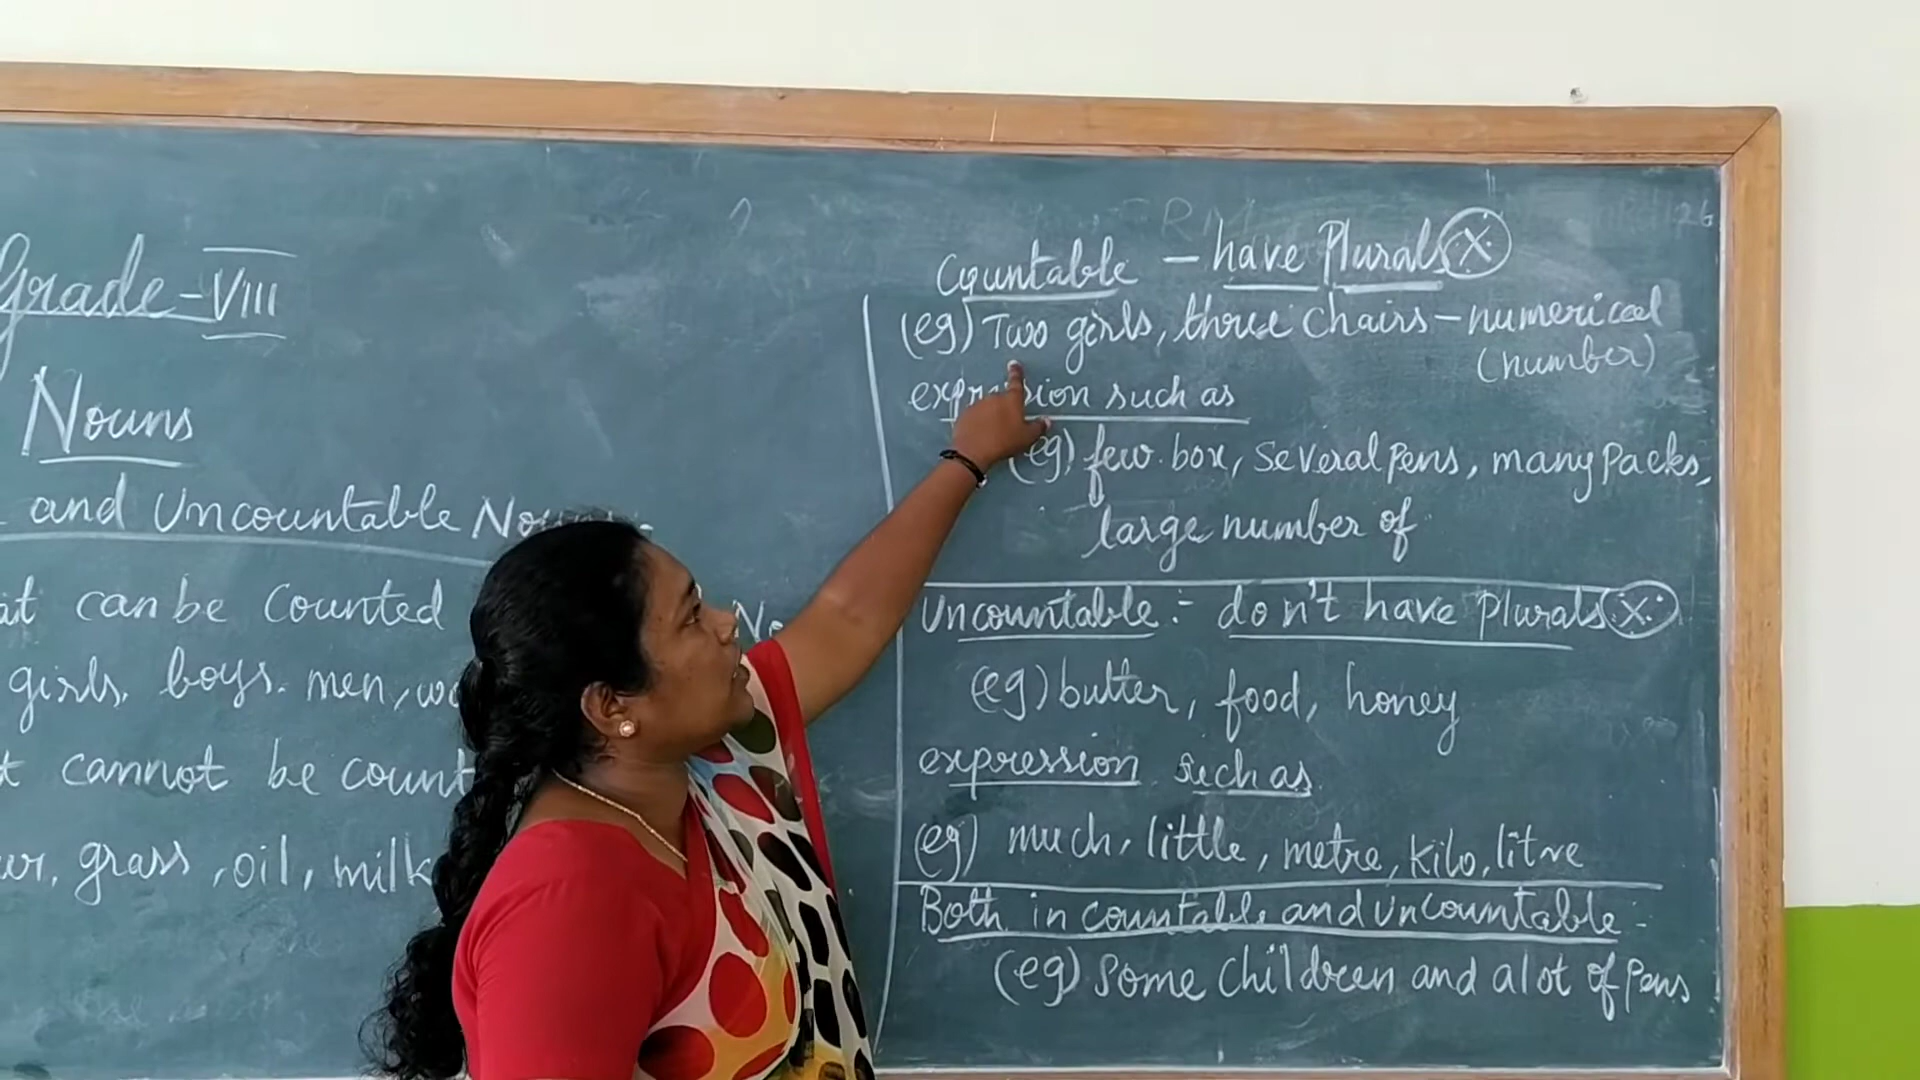 Grade-VIII
Nouns
and Uncountable Nouns
at can be Counted
girls, boys. men, wo
t cannot be count
grass, oil, milk
Countable - have Plurals X
(eg) Two girls, three chairs - numerical
(number)
expression such as
(eg) few box, Several pens, many Packs,
large number of
Uncountable :- don't have plurals X
(eg) butter, food, honey
expression such as
(eg) much, little, metre, kilo, litre
Both in countable and uncountable -
(eg) Some Children and alot of pens